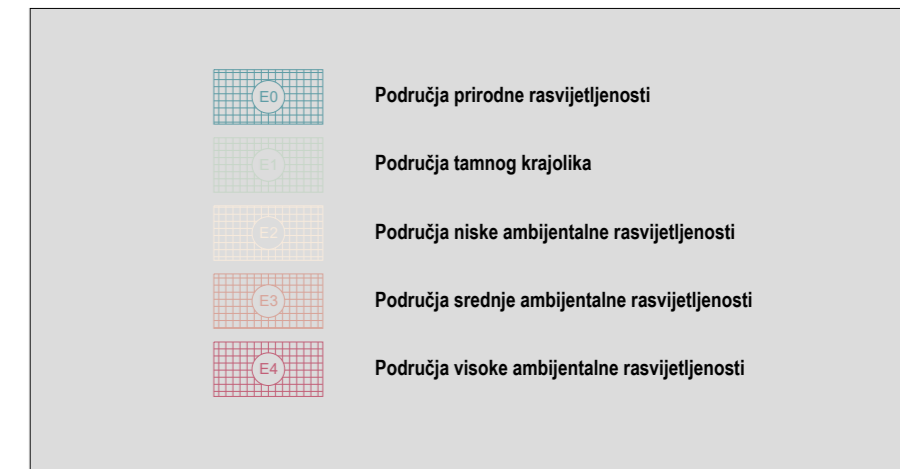 E0 Područja prirodne rasvijetljenosti
E1 Područja tamnog krajolika
E2 Područja niske ambijentalne rasvijetljenosti
E3 Područja srednje ambijentalne rasvijetljenosti
E4 Područja visoke ambijentalne rasvijetljenosti